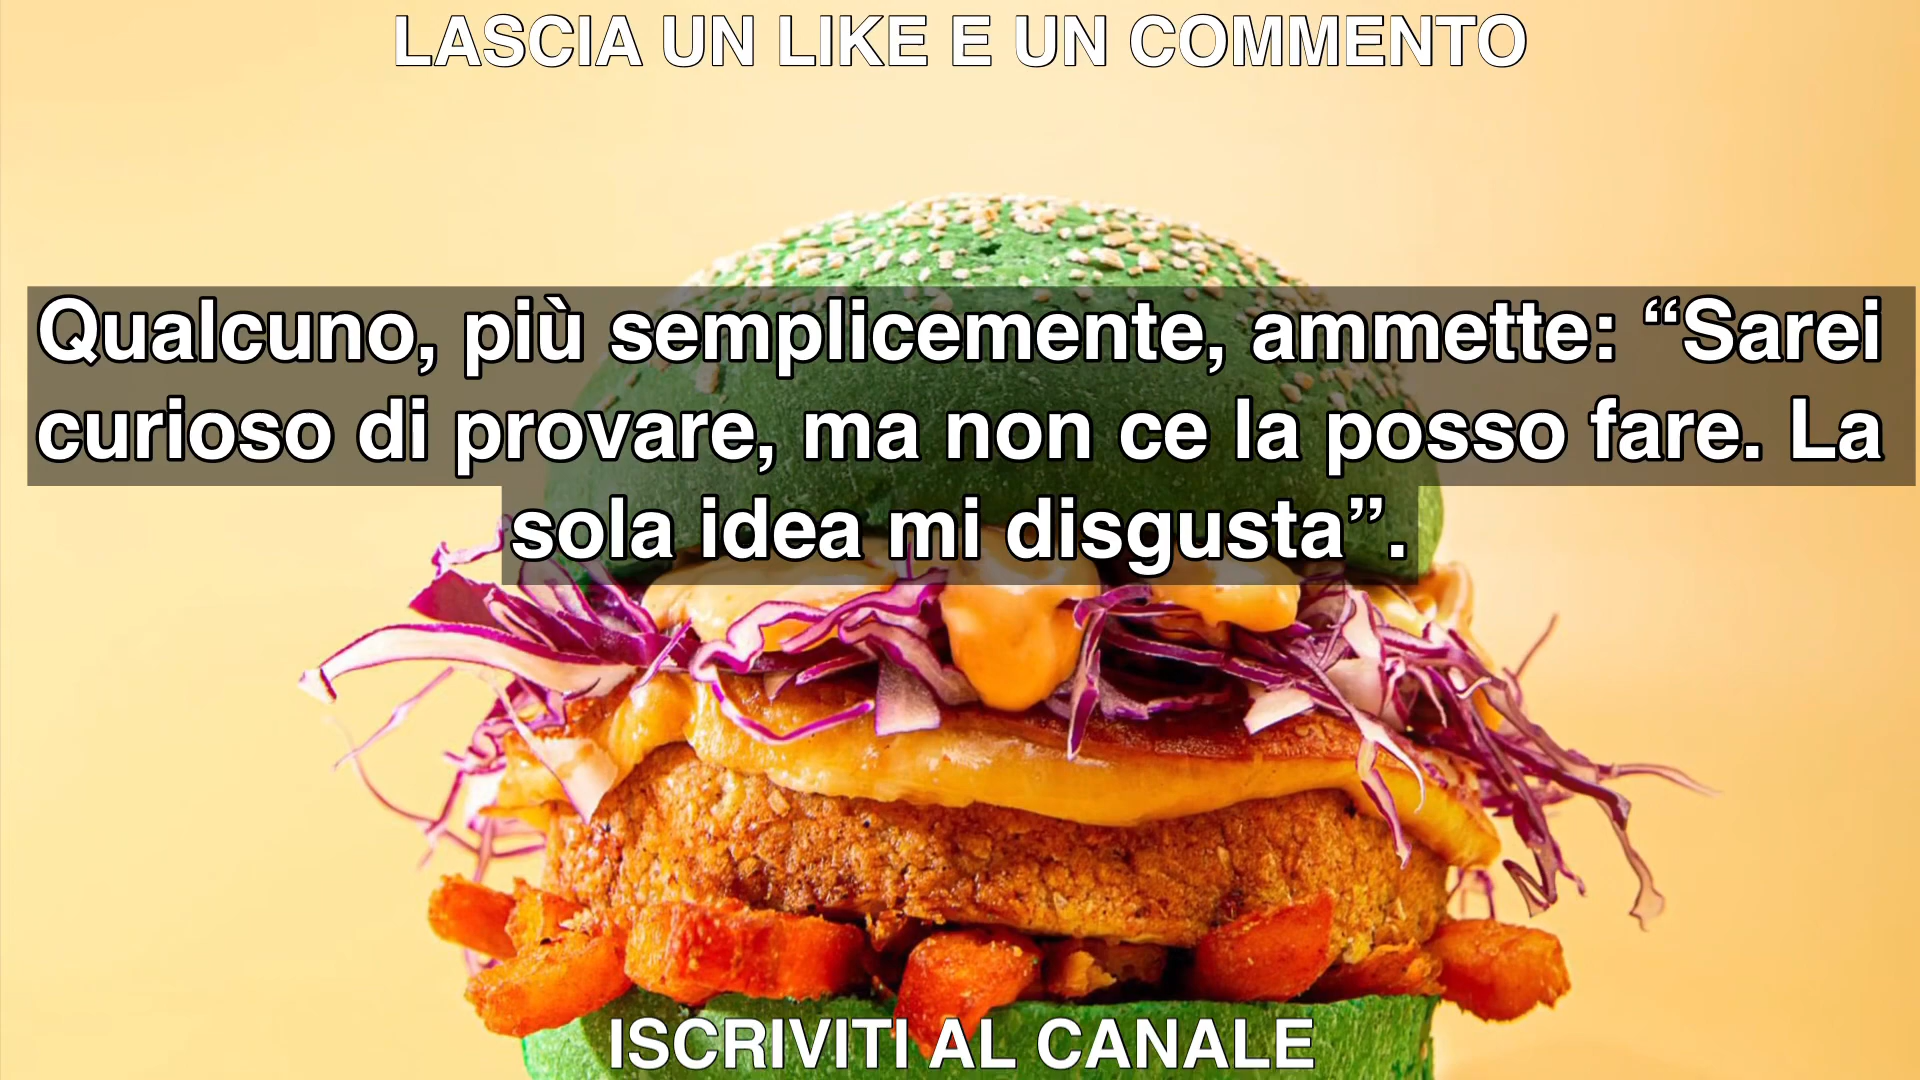 LASCIA UN LIKE E UN COMMENTO
Qualcuno, più semplicemente, ammette: “Sarei
curioso di provare, ma non ce la posso fare. La
sola idea mi disgusta”.
ISCRIVITI AL CANALE